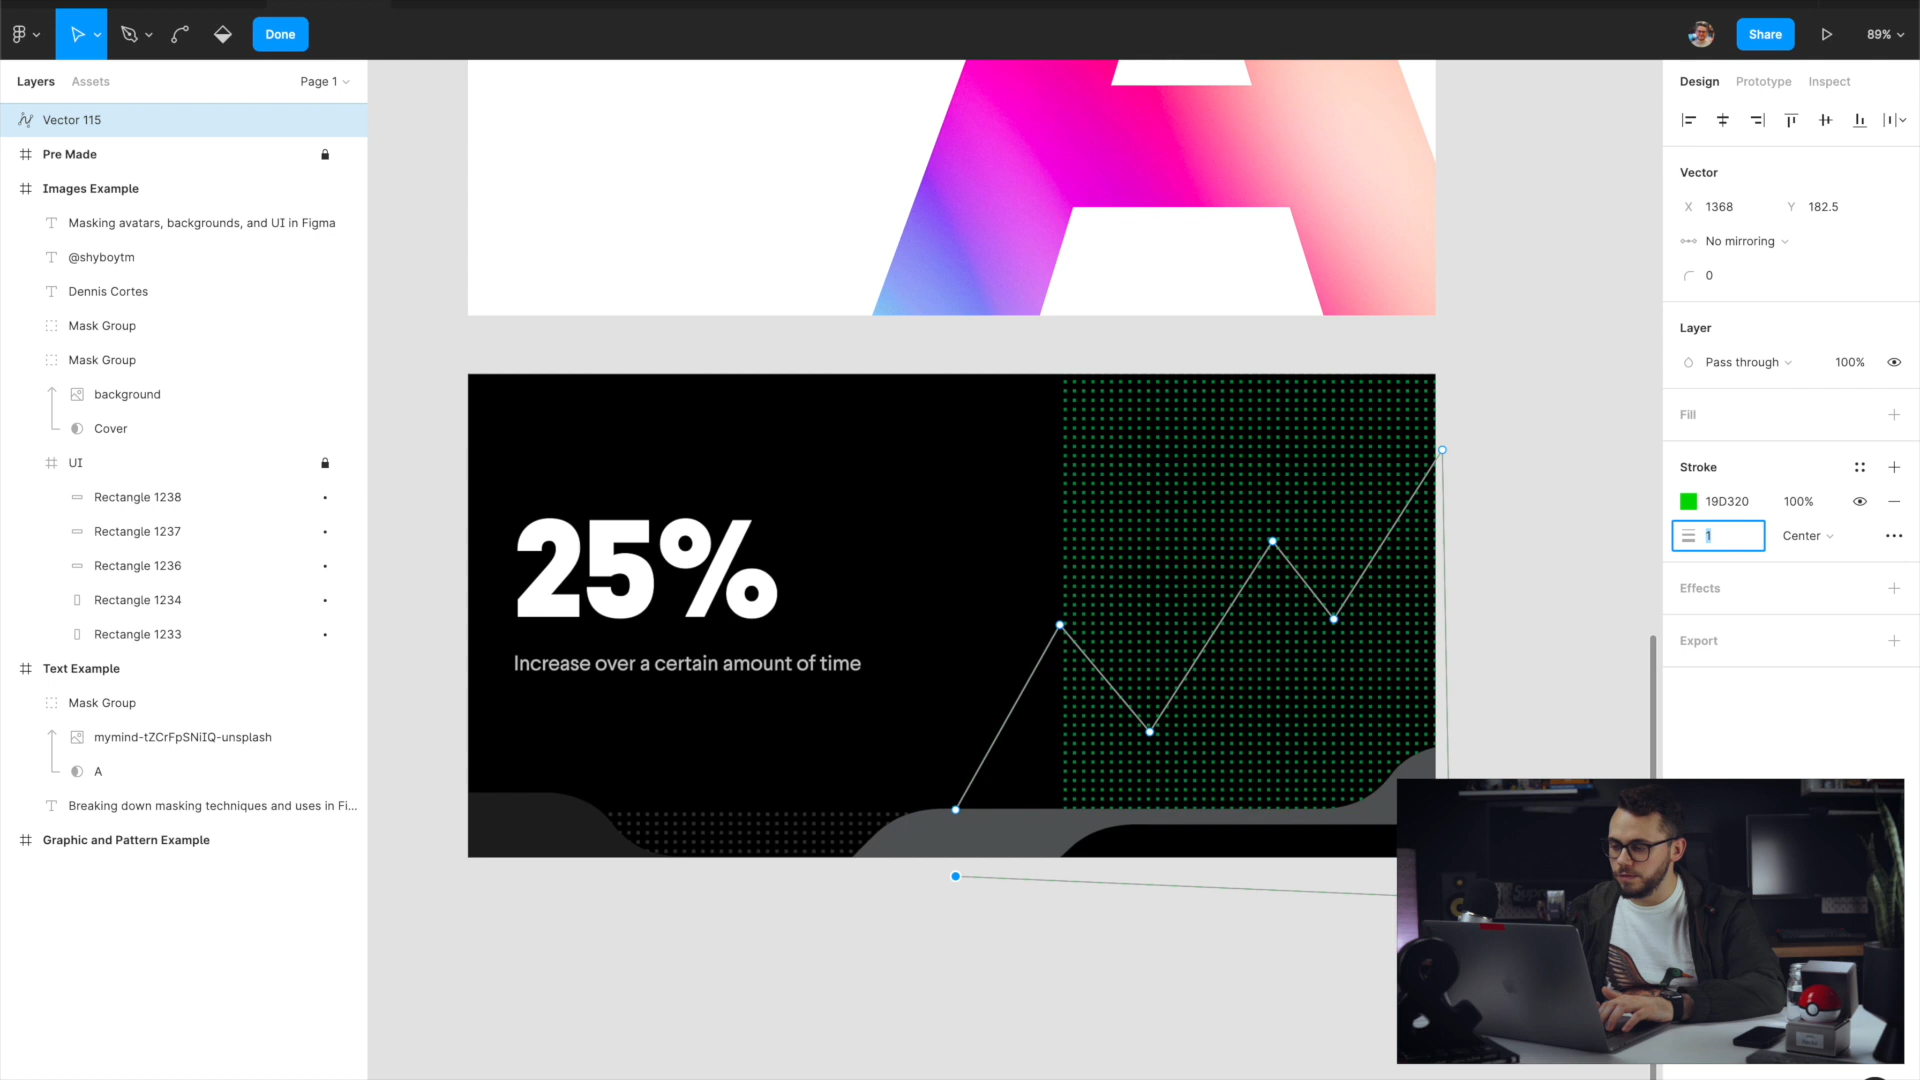 Done
Share
89%
Layers
Assets
Page 1
Vector 115
Pre Made
Images Example
Masking avatars, backgrounds, and UI in Figma
@shyboytm
Dennis Cortes
Mask Group
Mask Group
background
Cover
UI
Rectangle 1238
Rectangle 1237
Rectangle 1236
Rectangle 1234
Rectangle 1233
Text Example
Mask Group
mymind-tZCrFpSNiIQ-unsplash
A
Breaking down masking techniques and uses in Fi...
Graphic and Pattern Example
25%
Increase over a certain amount of time
Design
Prototype
Inspect
Vector
X 1368
Y 182.5
No mirroring
0
Layer
Pass through
100%
Fill
Stroke
19D320
100%
1
Center
Effects
Export